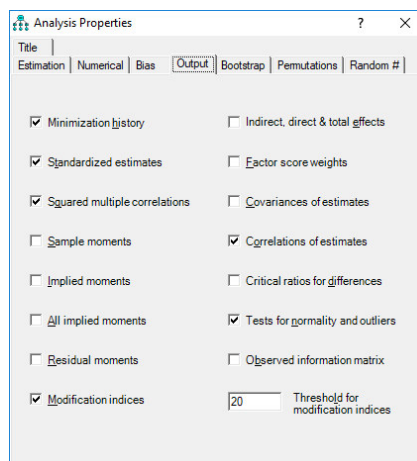 Analysis Properties ? X
Title
Estimation Numerical Bias Output Bootstrap Permutations Random #
Minimization history
Indirect, direct & total effects
Standardized estimates
Factor score weights
Squared multiple correlations
Covariances of estimates
Sample moments
Correlations of estimates
Implied moments
Critical ratios for differences
All implied moments
Tests for normality and outliers
Residual moments
Observed information matrix
Modification indices
20
Threshold for
modification indices